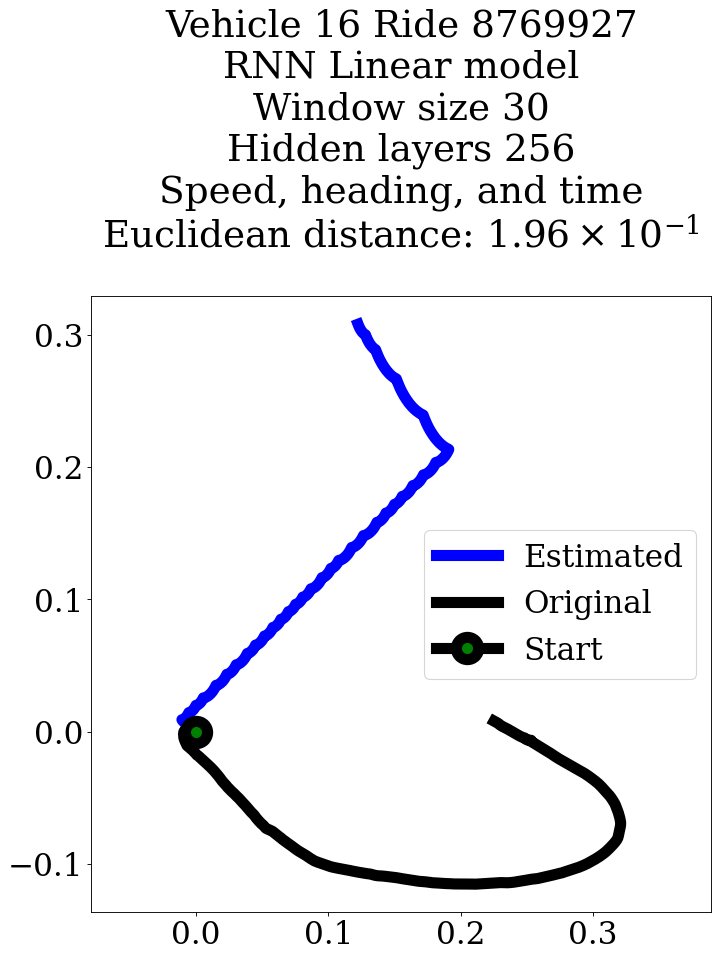 Vehicle 16 Ride 8769927
RNN Linear model
Window size 30
Hidden layers 256
Speed, heading, and time
Euclidean distance: 1.96 × 10⁻¹
0.3
0.2
0.1
0.0
−0.1
Estimated
Original
Start
0.0 0.1 0.2 0.3